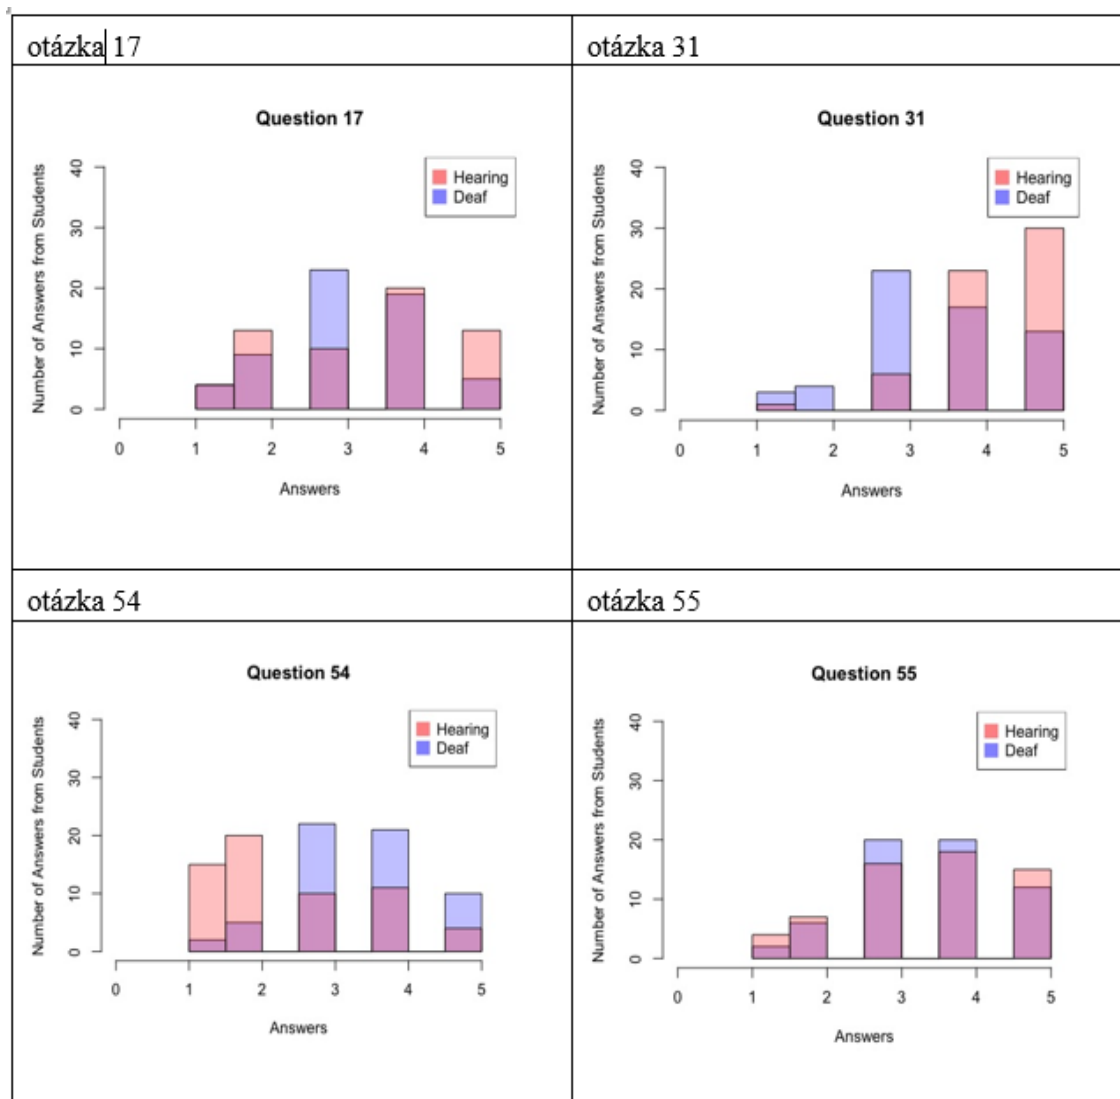 otázka 17
otázka 31
Question 17
Number of Answers from Students
40
30
20
10
0
Hearing
Deaf
0 1 2 3 4 5
Answers
Question 31
Number of Answers from Students
40
30
20
10
0
Hearing
Deaf
0 1 2 3 4 5
Answers
otázka 54
otázka 55
Question 54
Number of Answers from Students
40
30
20
10
0
Hearing
Deaf
0 1 2 3 4 5
Answers
Question 55
Number of Answers from Students
40
30
20
10
0
Hearing
Deaf
0 1 2 3 4 5
Answers